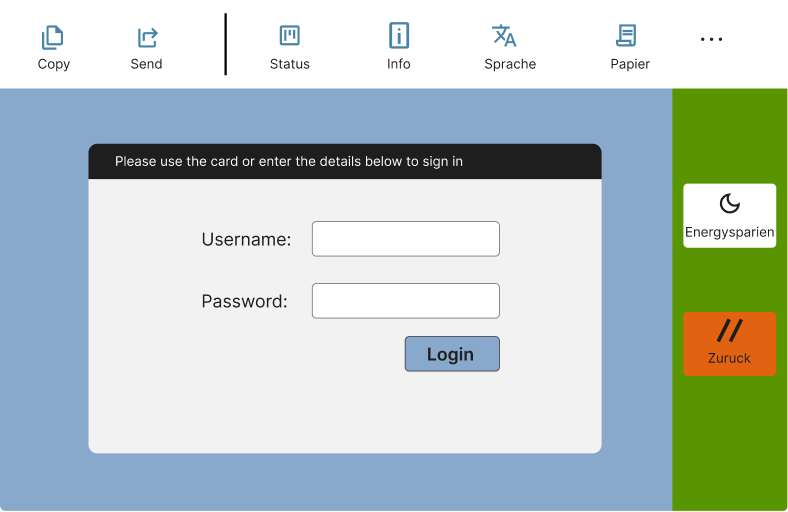 Copy
Send
Status
Info
Sprache
Papier
...
Please use the card or enter the details below to sign in
Username:
Password:
Login
Energysparien
Zuruck